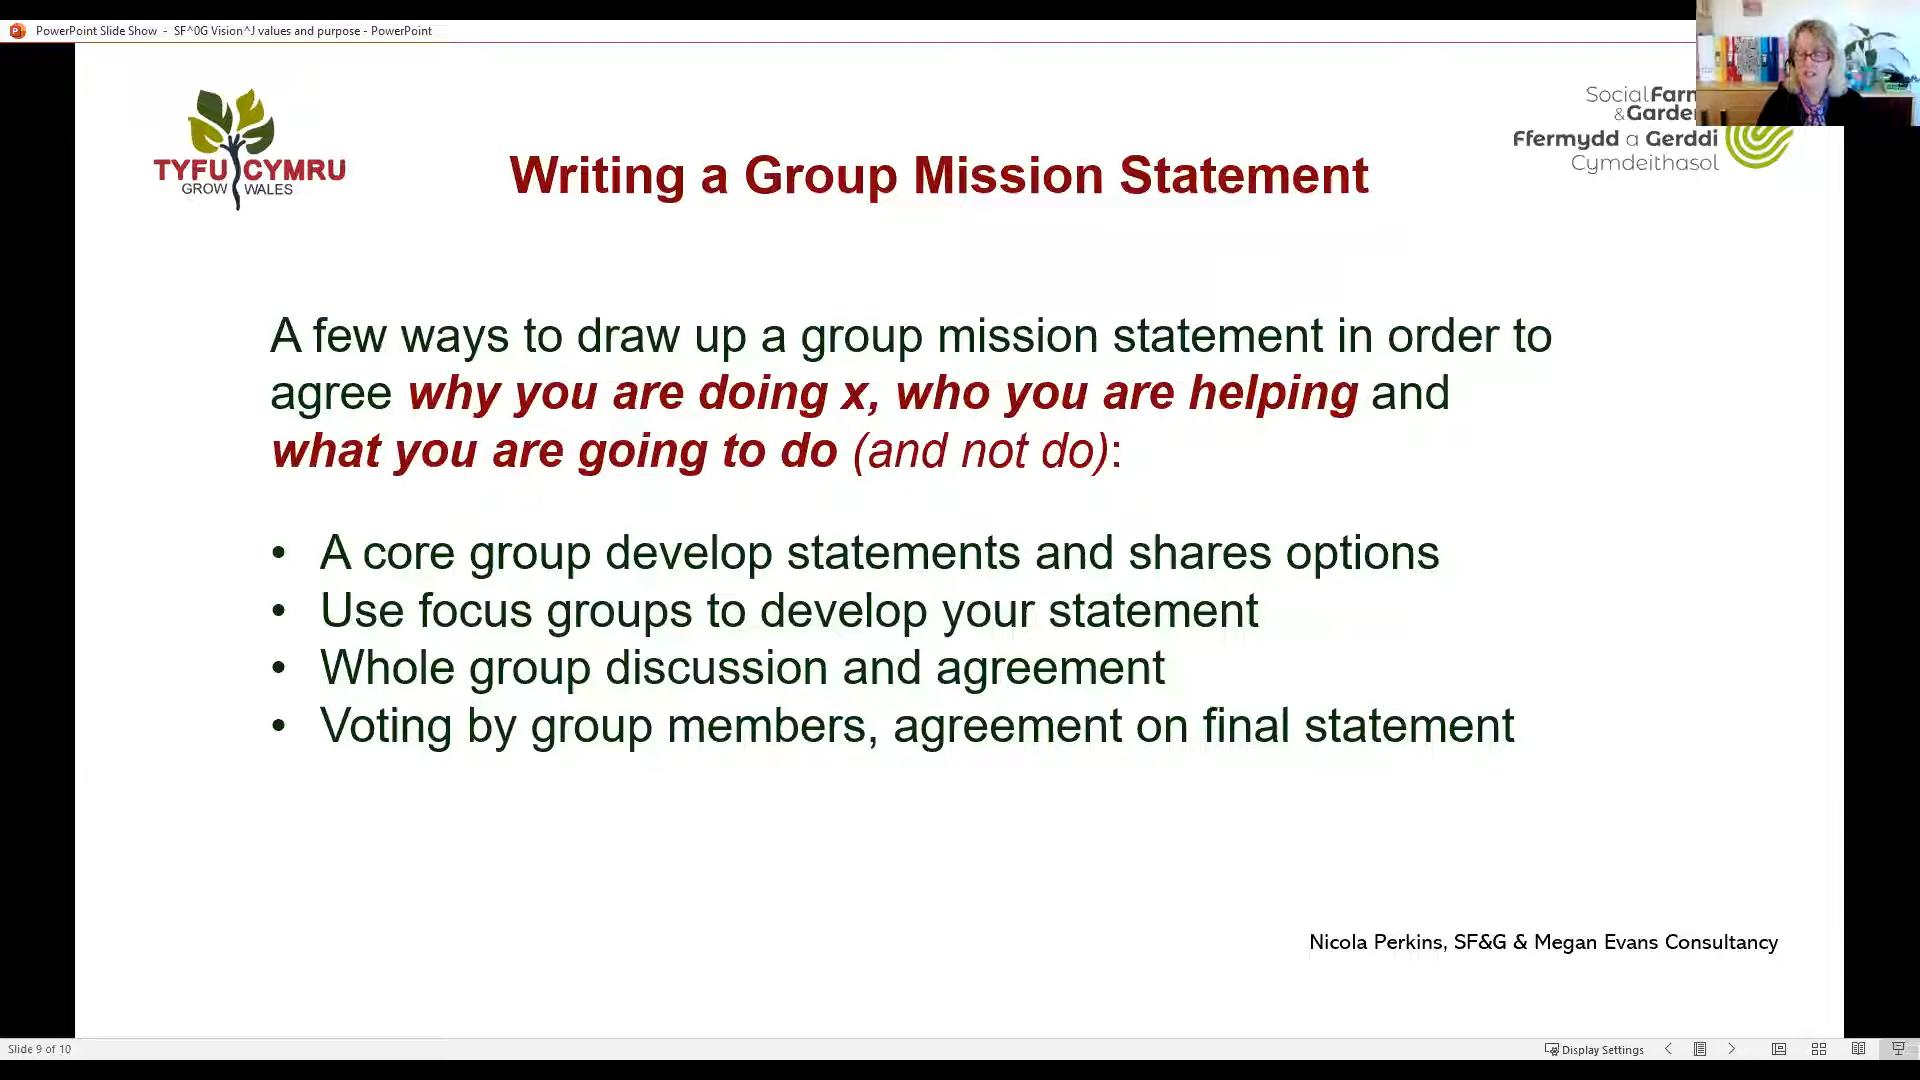 PowerPoint Slide Show - SF^0G Vision^J values and purpose - PowerPoint
TYFU CYMRU
GROW WALES
Writing a Group Mission Statement
Social Farm
& Garde
Ffermydd a Gerddi
Cymdeithasol
A few ways to draw up a group mission statement in order to
agree why you are doing x, who you are helping and
what you are going to do (and not do):
• A core group develop statements and shares options
• Use focus groups to develop your statement
• Whole group discussion and agreement
• Voting by group members, agreement on final statement
Nicola Perkins, SF&G & Megan Evans Consultancy
Slide 9 of 10
Display Settings